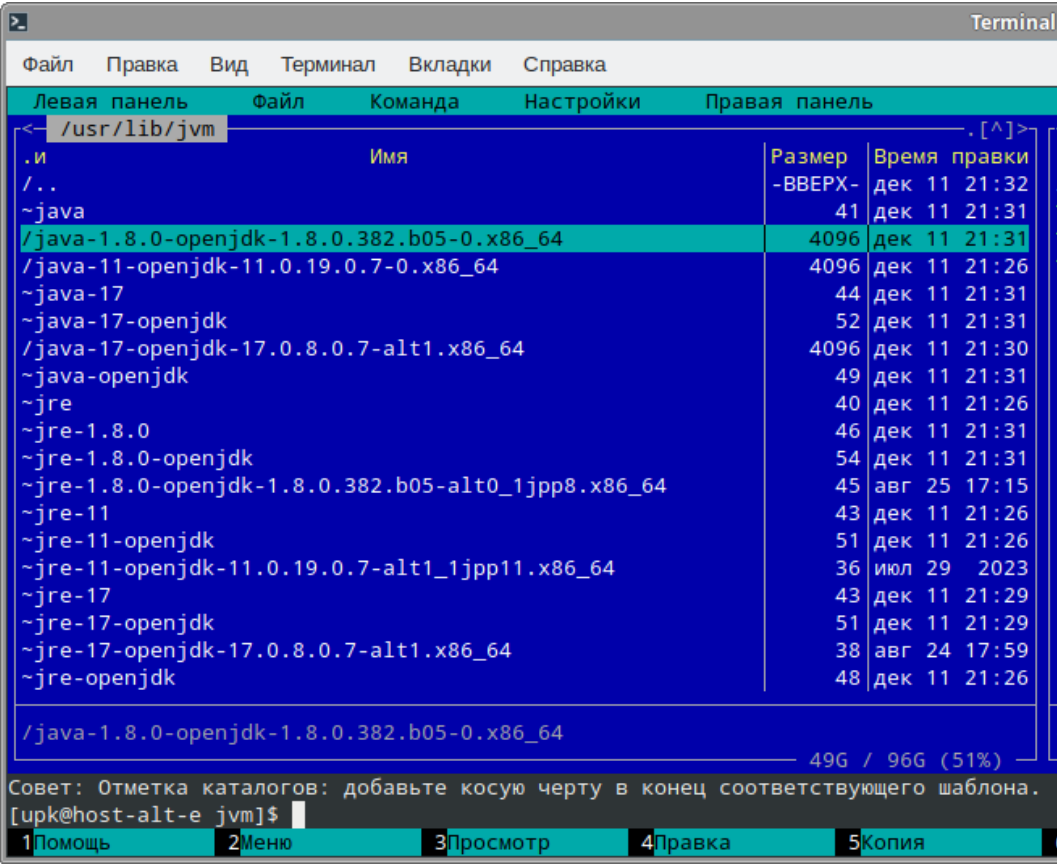 Terminal
Файл Правка Вид Терминал Вкладки Справка
Левая панель Файл Команда Настройки Правая панель
<─ /usr/lib/jvm .[^]>
.и Имя Размер Время правки
/.. -ВВЕРХ- дек 11 21:32
~java 41 дек 11 21:31
/java-1.8.0-openjdk-1.8.0.382.b05-0.x86_64 4096 дек 11 21:31
/java-11-openjdk-11.0.19.0.7-0.x86_64 4096 дек 11 21:26
~java-17 44 дек 11 21:31
~java-17-openjdk 52 дек 11 21:31
/java-17-openjdk-17.0.8.0.7-alt1.x86_64 4096 дек 11 21:30
~java-openjdk 49 дек 11 21:31
~jre 40 дек 11 21:26
~jre-1.8.0 46 дек 11 21:31
~jre-1.8.0-openjdk 54 дек 11 21:31
~jre-1.8.0-openjdk-1.8.0.382.b05-alt0_1jpp8.x86_64 45 авг 25 17:15
~jre-11 43 дек 11 21:26
~jre-11-openjdk 51 дек 11 21:26
~jre-11-openjdk-11.0.19.0.7-alt1_1jpp11.x86_64 36 июл 29 2023
~jre-17 43 дек 11 21:29
~jre-17-openjdk 51 дек 11 21:29
~jre-17-openjdk-17.0.8.0.7-alt1.x86_64 38 авг 24 17:59
~jre-openjdk 48 дек 11 21:26
/java-1.8.0-openjdk-1.8.0.382.b05-0.x86_64
49G / 96G (51%)
Совет: Отметка каталогов: добавьте косую черту в конец соответствующего шаблона.
[upk@host-alt-e jvm]$
1Помощь 2Меню 3Просмотр 4Правка 5Копия